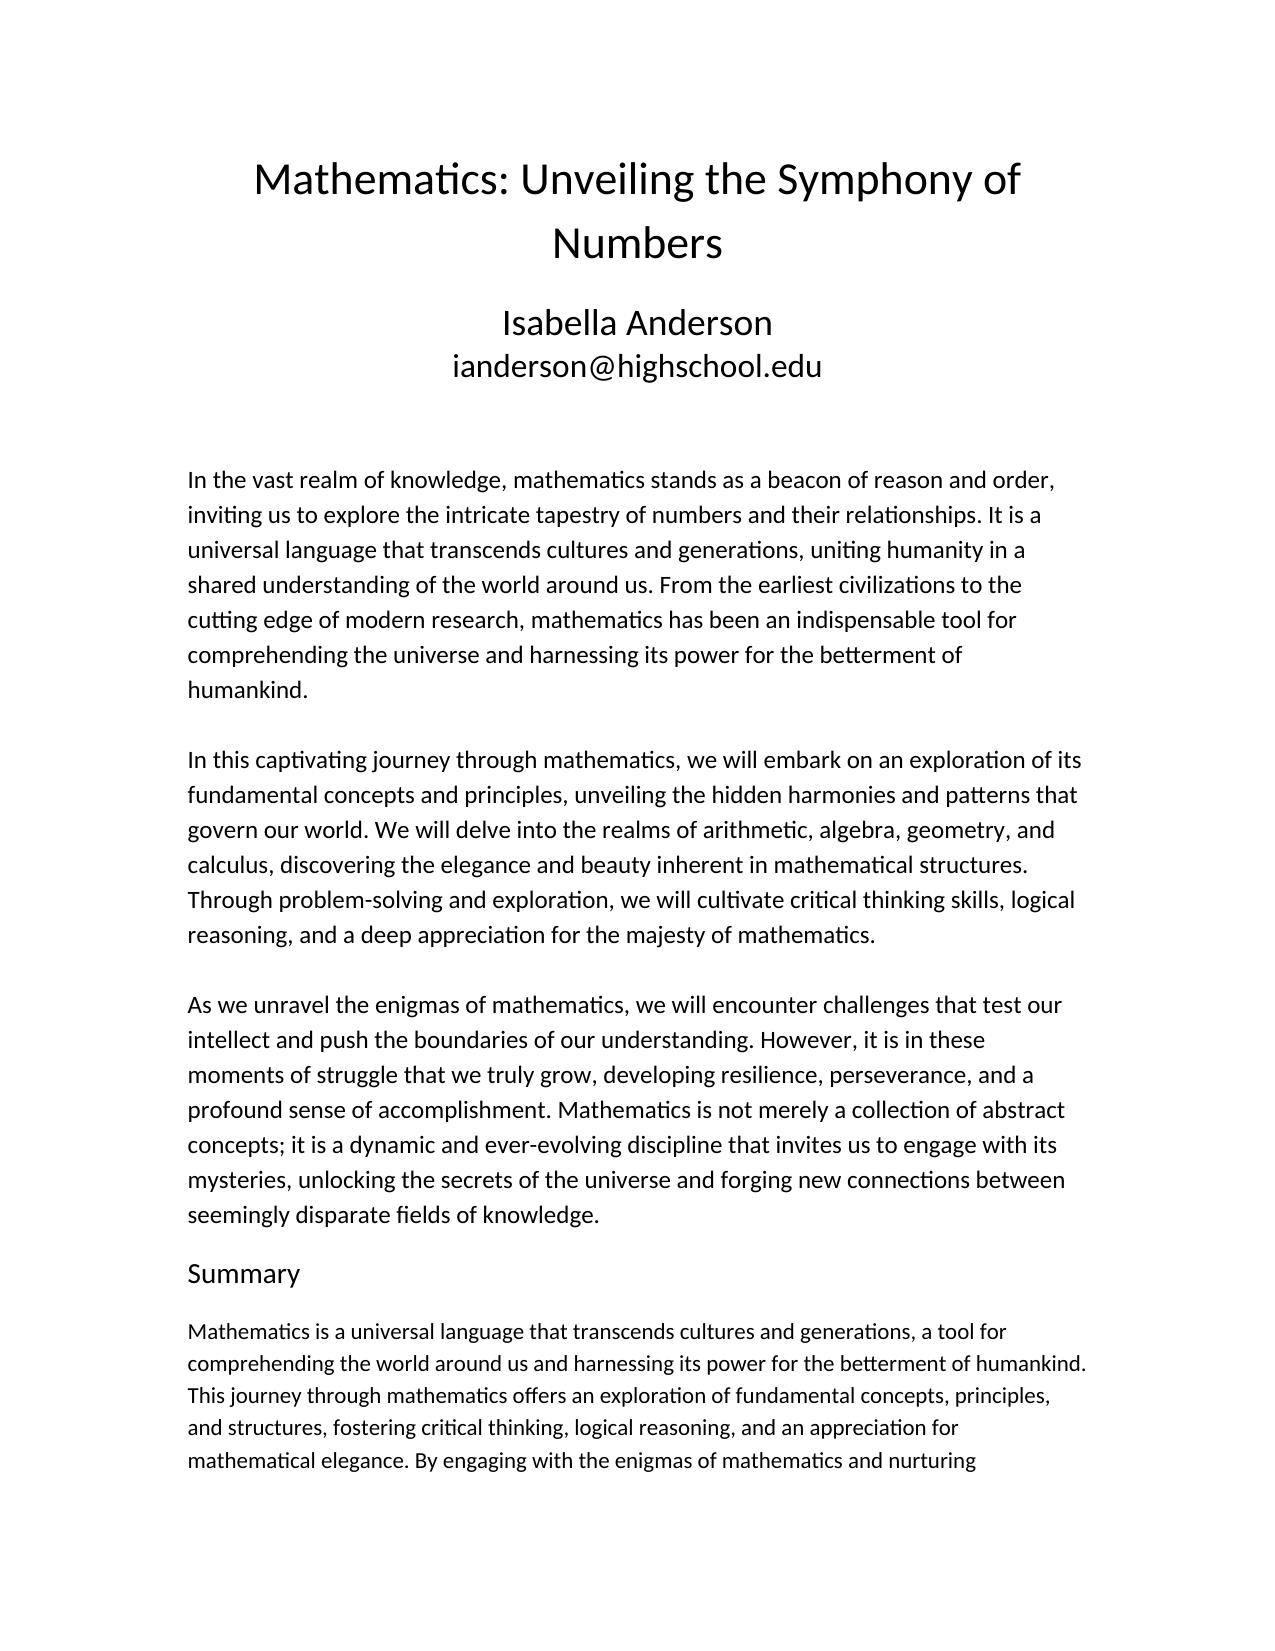 Mathematics: Unveiling the Symphony of
Numbers
Isabella Anderson
ianderson@highschool.edu
In the vast realm of knowledge, mathematics stands as a beacon of reason and order,
inviting us to explore the intricate tapestry of numbers and their relationships. It is a
universal language that transcends cultures and generations, uniting humanity in a
shared understanding of the world around us. From the earliest civilizations to the
cutting edge of modern research, mathematics has been an indispensable tool for
comprehending the universe and harnessing its power for the betterment of
humankind.
In this captivating journey through mathematics, we will embark on an exploration of its
fundamental concepts and principles, unveiling the hidden harmonies and patterns that
govern our world. We will delve into the realms of arithmetic, algebra, geometry, and
calculus, discovering the elegance and beauty inherent in mathematical structures.
Through problem-solving and exploration, we will cultivate critical thinking skills, logical
reasoning, and a deep appreciation for the majesty of mathematics.
As we unravel the enigmas of mathematics, we will encounter challenges that test our
intellect and push the boundaries of our understanding. However, it is in these
moments of struggle that we truly grow, developing resilience, perseverance, and a
profound sense of accomplishment. Mathematics is not merely a collection of abstract
concepts; it is a dynamic and ever-evolving discipline that invites us to engage with its
mysteries, unlocking the secrets of the universe and forging new connections between
seemingly disparate fields of knowledge.
Summary
Mathematics is a universal language that transcends cultures and generations, a tool for
comprehending the world around us and harnessing its power for the betterment of humankind.
This journey through mathematics offers an exploration of fundamental concepts, principles,
and structures, fostering critical thinking, logical reasoning, and an appreciation for
mathematical elegance. By engaging with the enigmas of mathematics and nurturing